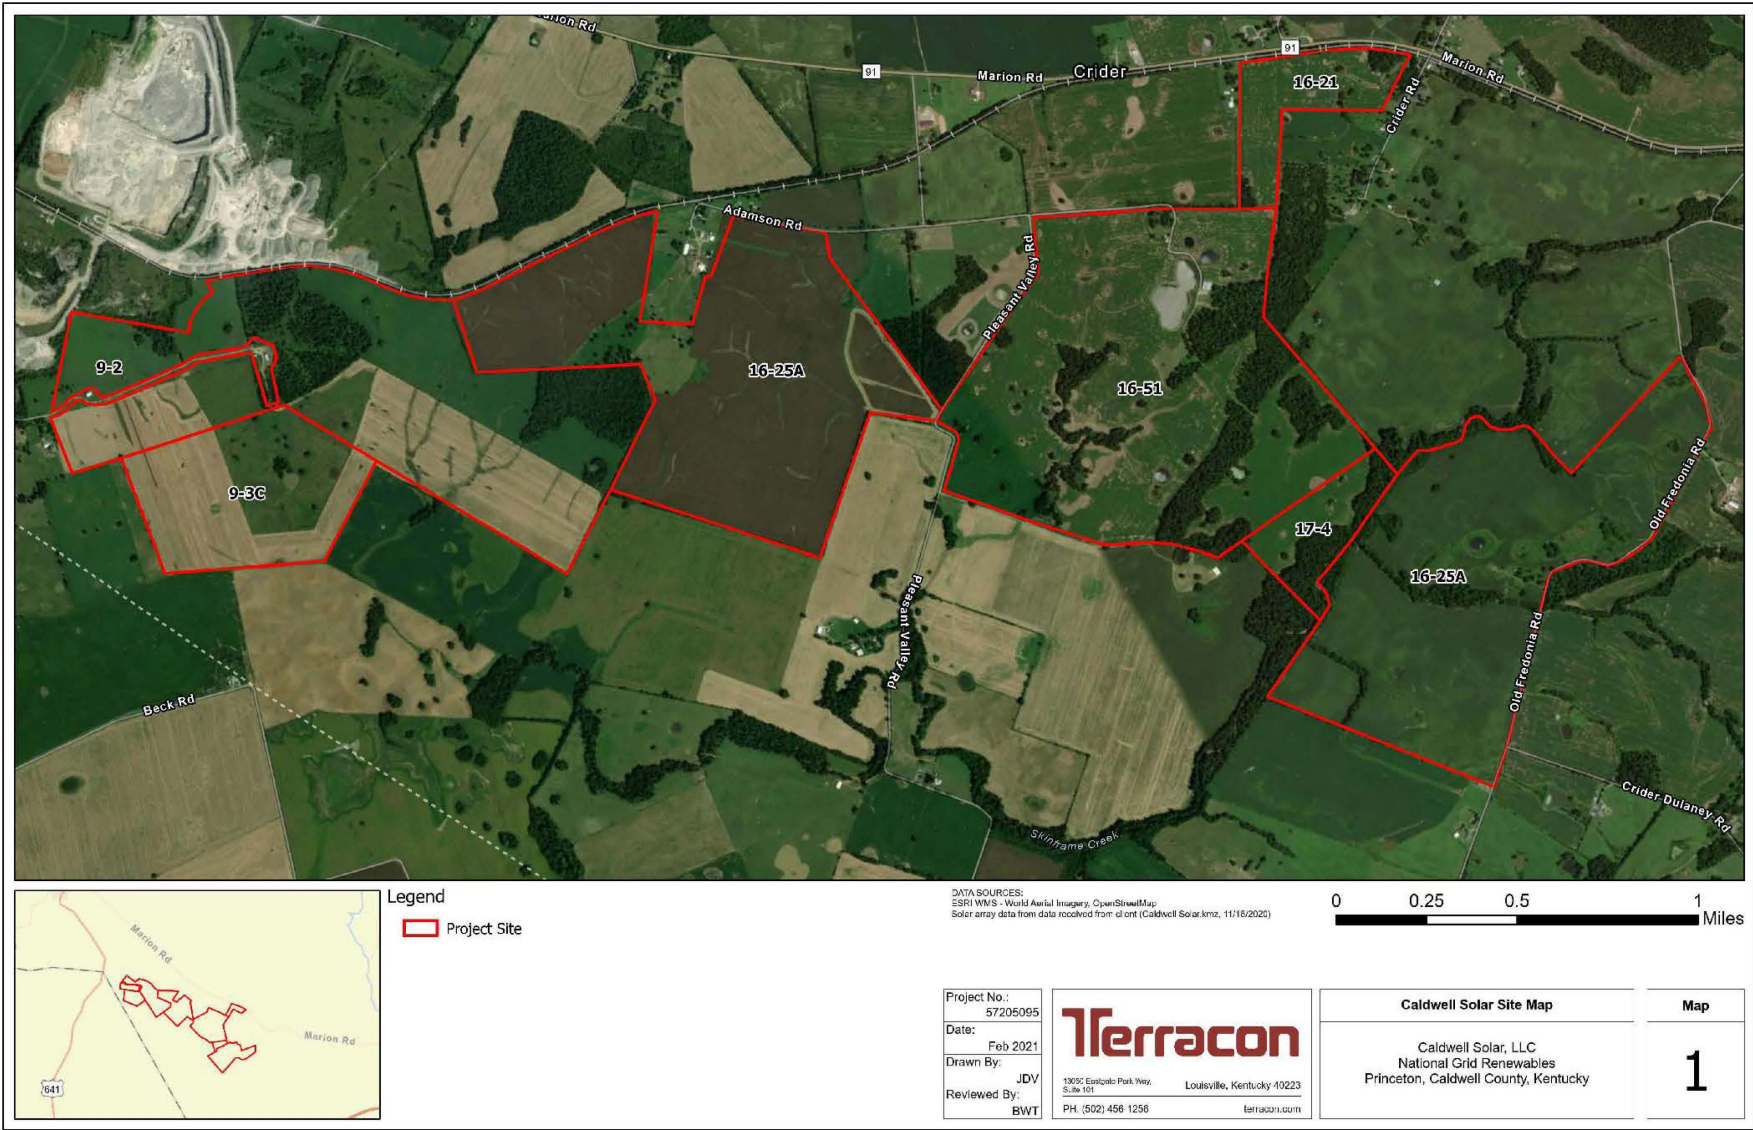 Marion Rd
91
Marion Rd
Crider
91
Marion Rd
16-21
Crider Rd
Adamson Rd
Pleasant Valley Rd
9-2
16-25A
16-51
9-3C
17-4
16-25A
Old Fredonia Rd
Pleasant Valley Rd
Old Fredonia Rd
Beck Rd
Crider Dulaney Rd
Skinframe Creek
Legend
Project Site
DATA SOURCES:
ESRI WMS - World Aerial Imagery, OpenStreetMap
Solar array data from data received from client (Caldwell Solar.kmz, 11/18/2020)
0 0.25 0.5 1
Miles
Marion Rd
Marion Rd
641
Project No.:
57205095
Date:
Feb 2021
Drawn By:
JDV
Reviewed By:
BWT
Terracon
13050 Eastgate Park Way,
Suite 101
Louisville, Kentucky 40223
PH. (502) 456 1256
terracon.com
Caldwell Solar Site Map
Caldwell Solar, LLC
National Grid Renewables
Princeton, Caldwell County, Kentucky
Map
1